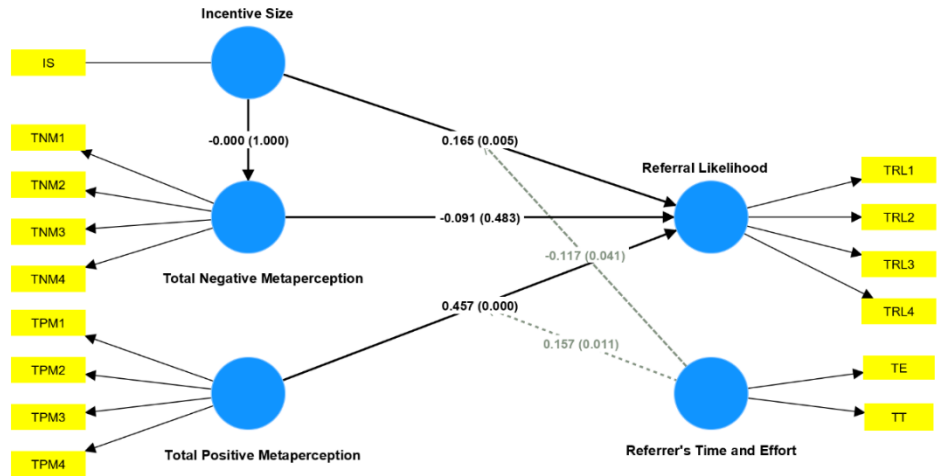 Incentive Size
IS
TNM1
-0.000 (1.000)
0.165 (0.005)
Referral Likelihood
TRL1
TNM2
TRL2
TNM3
-0.091 (0.483)
TRL3
TNM4
Total Negative Metaperception
-0.117 (0.041)
TRL4
TPM1
0.457 (0.000)
TPM2
0.157 (0.011)
TE
TPM3
TT
TPM4
Total Positive Metaperception
Referrer's Time and Effort